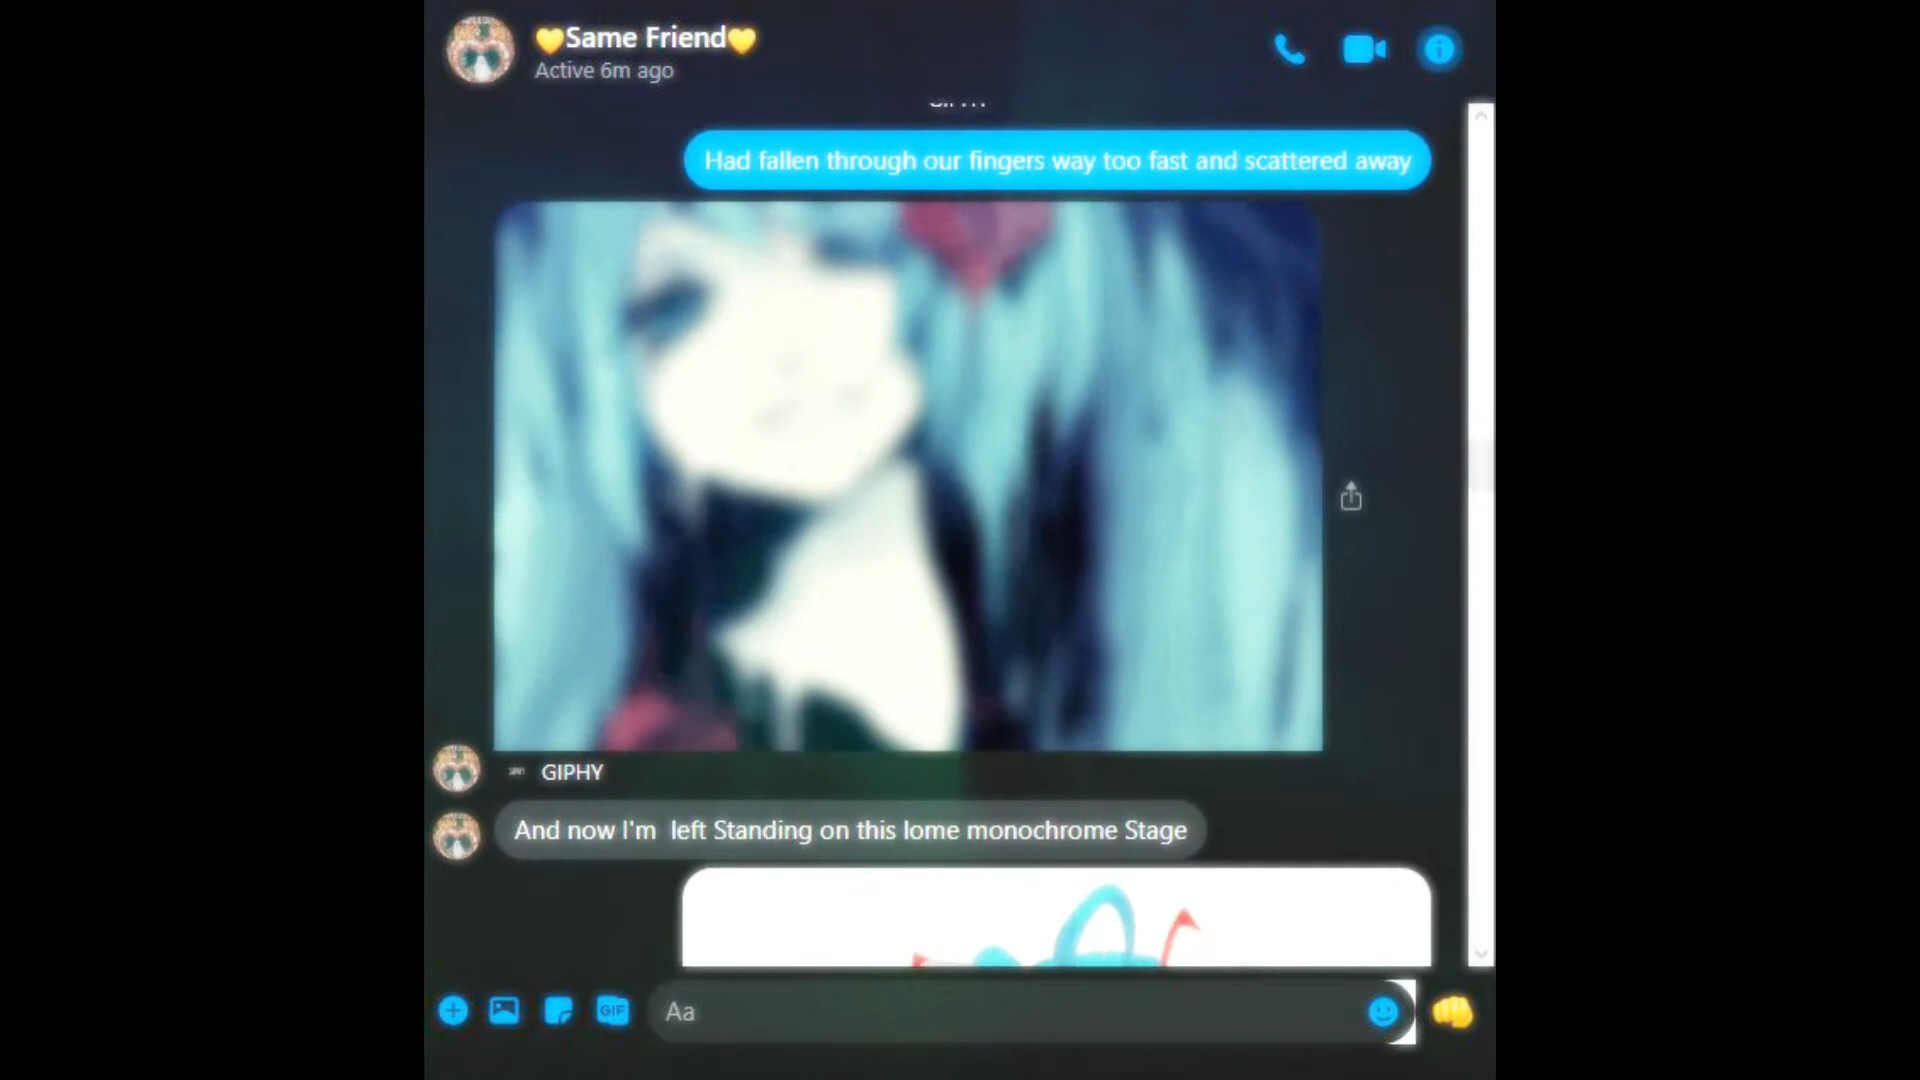 💛Same Friend💛
Active 6m ago
Had fallen through our fingers way too fast and scattered away
GIPHY
And now I'm  left Standing on this lome monochrome Stage
GIF
Aa